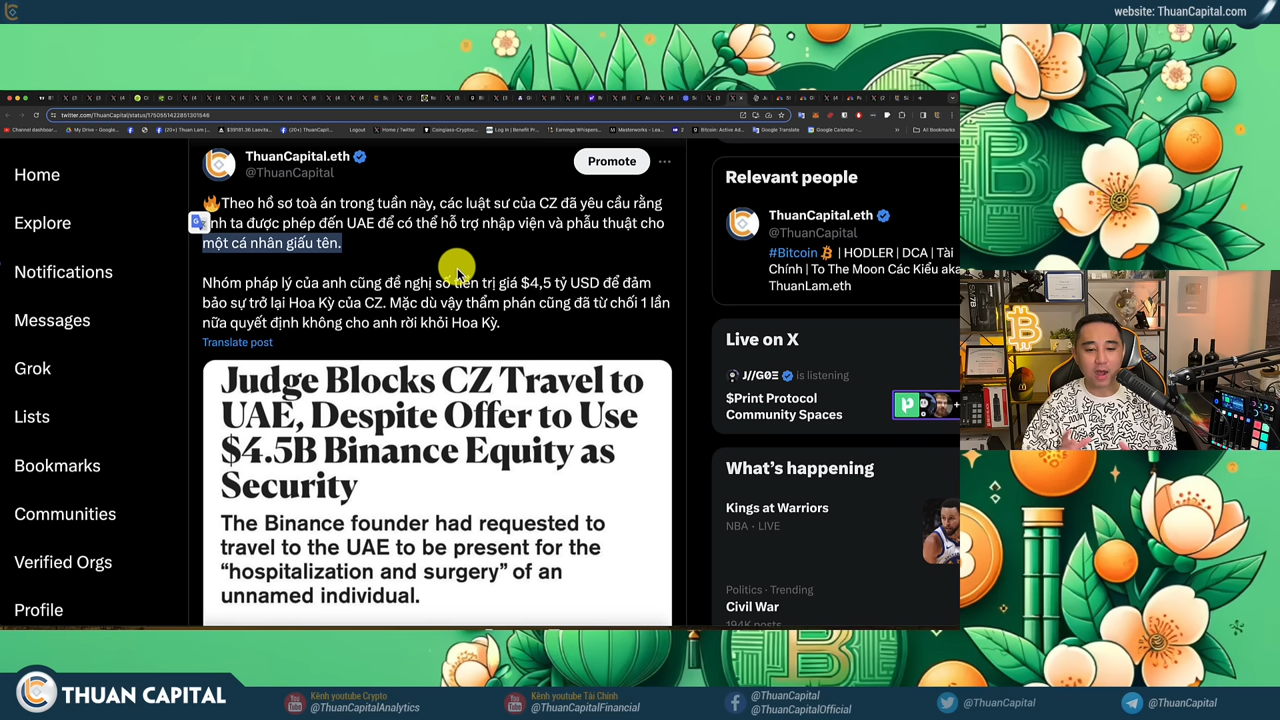 website: ThuanCapital.com
twitter.com/ThuanCapital/status/1750551422851301546
Home
Explore
Notifications
Messages
Grok
Lists
Bookmarks
Communities
Verified Orgs
Profile
ThuanCapital.eth
@ThuanCapital
Promote
🔥Theo hồ sơ toà án trong tuần này, các luật sư của CZ đã yêu cầu rằng
anh ta được phép đến UAE để có thể hỗ trợ nhập viện và phẫu thuật cho
một cá nhân giấu tên.
Nhóm pháp lý của anh cũng đề nghị số tiền trị giá $4,5 tỷ USD để đảm
bảo sự trở lại Hoa Kỳ của CZ. Mặc dù vậy thẩm phán cũng đã từ chối 1 lần
nữa quyết định không cho anh rời khỏi Hoa Kỳ.
Translate post
Judge Blocks CZ Travel to
UAE, Despite Offer to Use
$4.5B Binance Equity as
Security
The Binance founder had requested to
travel to the UAE to be present for the
“hospitalization and surgery” of an
unnamed individual.
Relevant people
ThuanCapital.eth
@ThuanCapital
#Bitcoin | HODLER | DCA | Tài
Chính | To The Moon Các Kiểu aka
ThuanLam.eth
Live on X
J//GΘΞ is listening
$Print Protocol
Community Spaces
What’s happening
Kings at Warriors
NBA · LIVE
Politics · Trending
Civil War
194K posts
THUAN CAPITAL
Kênh youtube Crypto
@ThuanCapitalAnalytics
Kênh youtube Tài Chính
@ThuanCapitalFinancial
@ThuanCapital
@ThuanCapitalOfficial
@ThuanCapital
@ThuanCapital